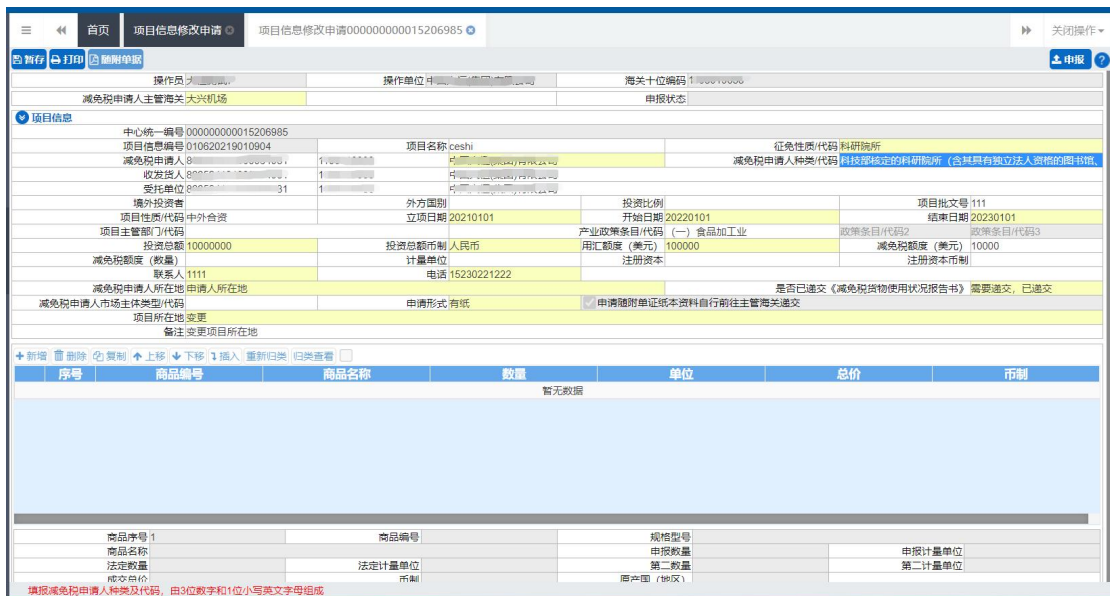 首页 项目信息修改申请 项目信息修改申请000000000015206985 关闭操作
暂存 打印 随附单据 申报
操作员 操作单位 海关十位编码
减免税申请人主管海关 大兴机场 申报状态
项目信息
中心统一编号 000000000015206985
项目信息编号 010620219010904 项目名称 ceshi 征免性质/代码 科研院所
减免税申请人 减免税申请人种类/代码 科技部核定的科研院所（含其具有独立法人资格的图书馆、
收发货人
受托单位
境外投资者 外方国别 投资比例 项目批文号 111
项目性质/代码 中外合资 立项日期 20210101 开始日期 20220101 结束日期 20230101
项目主管部门/代码 产业政策条目/代码 （一）食品加工业 政策条目/代码2 政策条目/代码3
投资总额 10000000 投资总额币制 人民币 用汇额度（美元） 100000 减免税额度（美元） 10000
减免税额度（数量） 计量单位 注册资本 注册资本币制
联系人 1111 电话 15230221222
减免税申请人所在地 申请人所在地 是否已递交《减免税货物使用状况报告书》 需要递交，已递交
减免税申请人市场主体类型/代码 申请形式 有纸 申请随附单证纸本资料自行前往主管海关递交
项目所在地 变更
备注 变更项目所在地
新增 删除 复制 上移 下移 插入 重新归类 归类查看
序号 商品编号 商品名称 数量 单位 总价 币制
暂无数据
商品序号 1 商品编号 规格型号
商品名称 申报数量 申报计量单位
法定数量 法定计量单位 第二数量 第二计量单位
成交单价 币制 原产国（地区）
填报减免税申请人种类及代码，由3位数字和1位小写英文字母组成